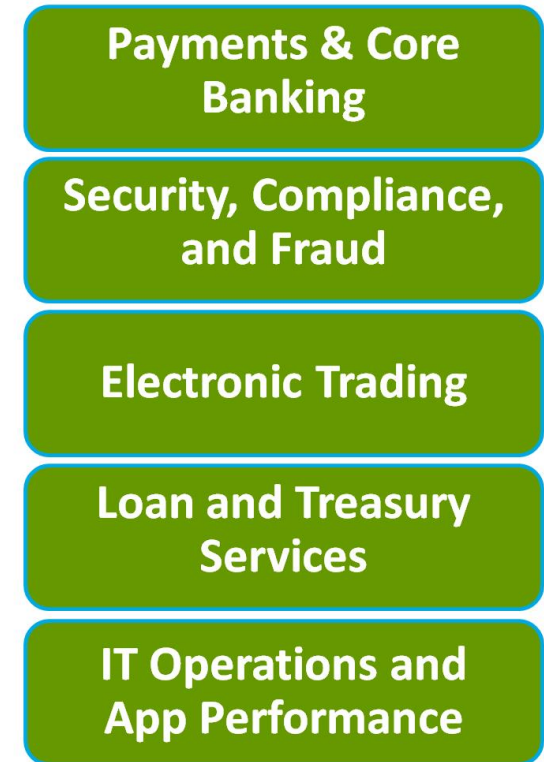 Payments & Core
Banking
Security, Compliance,
and Fraud
Electronic Trading
Loan and Treasury
Services
IT Operations and
App Performance